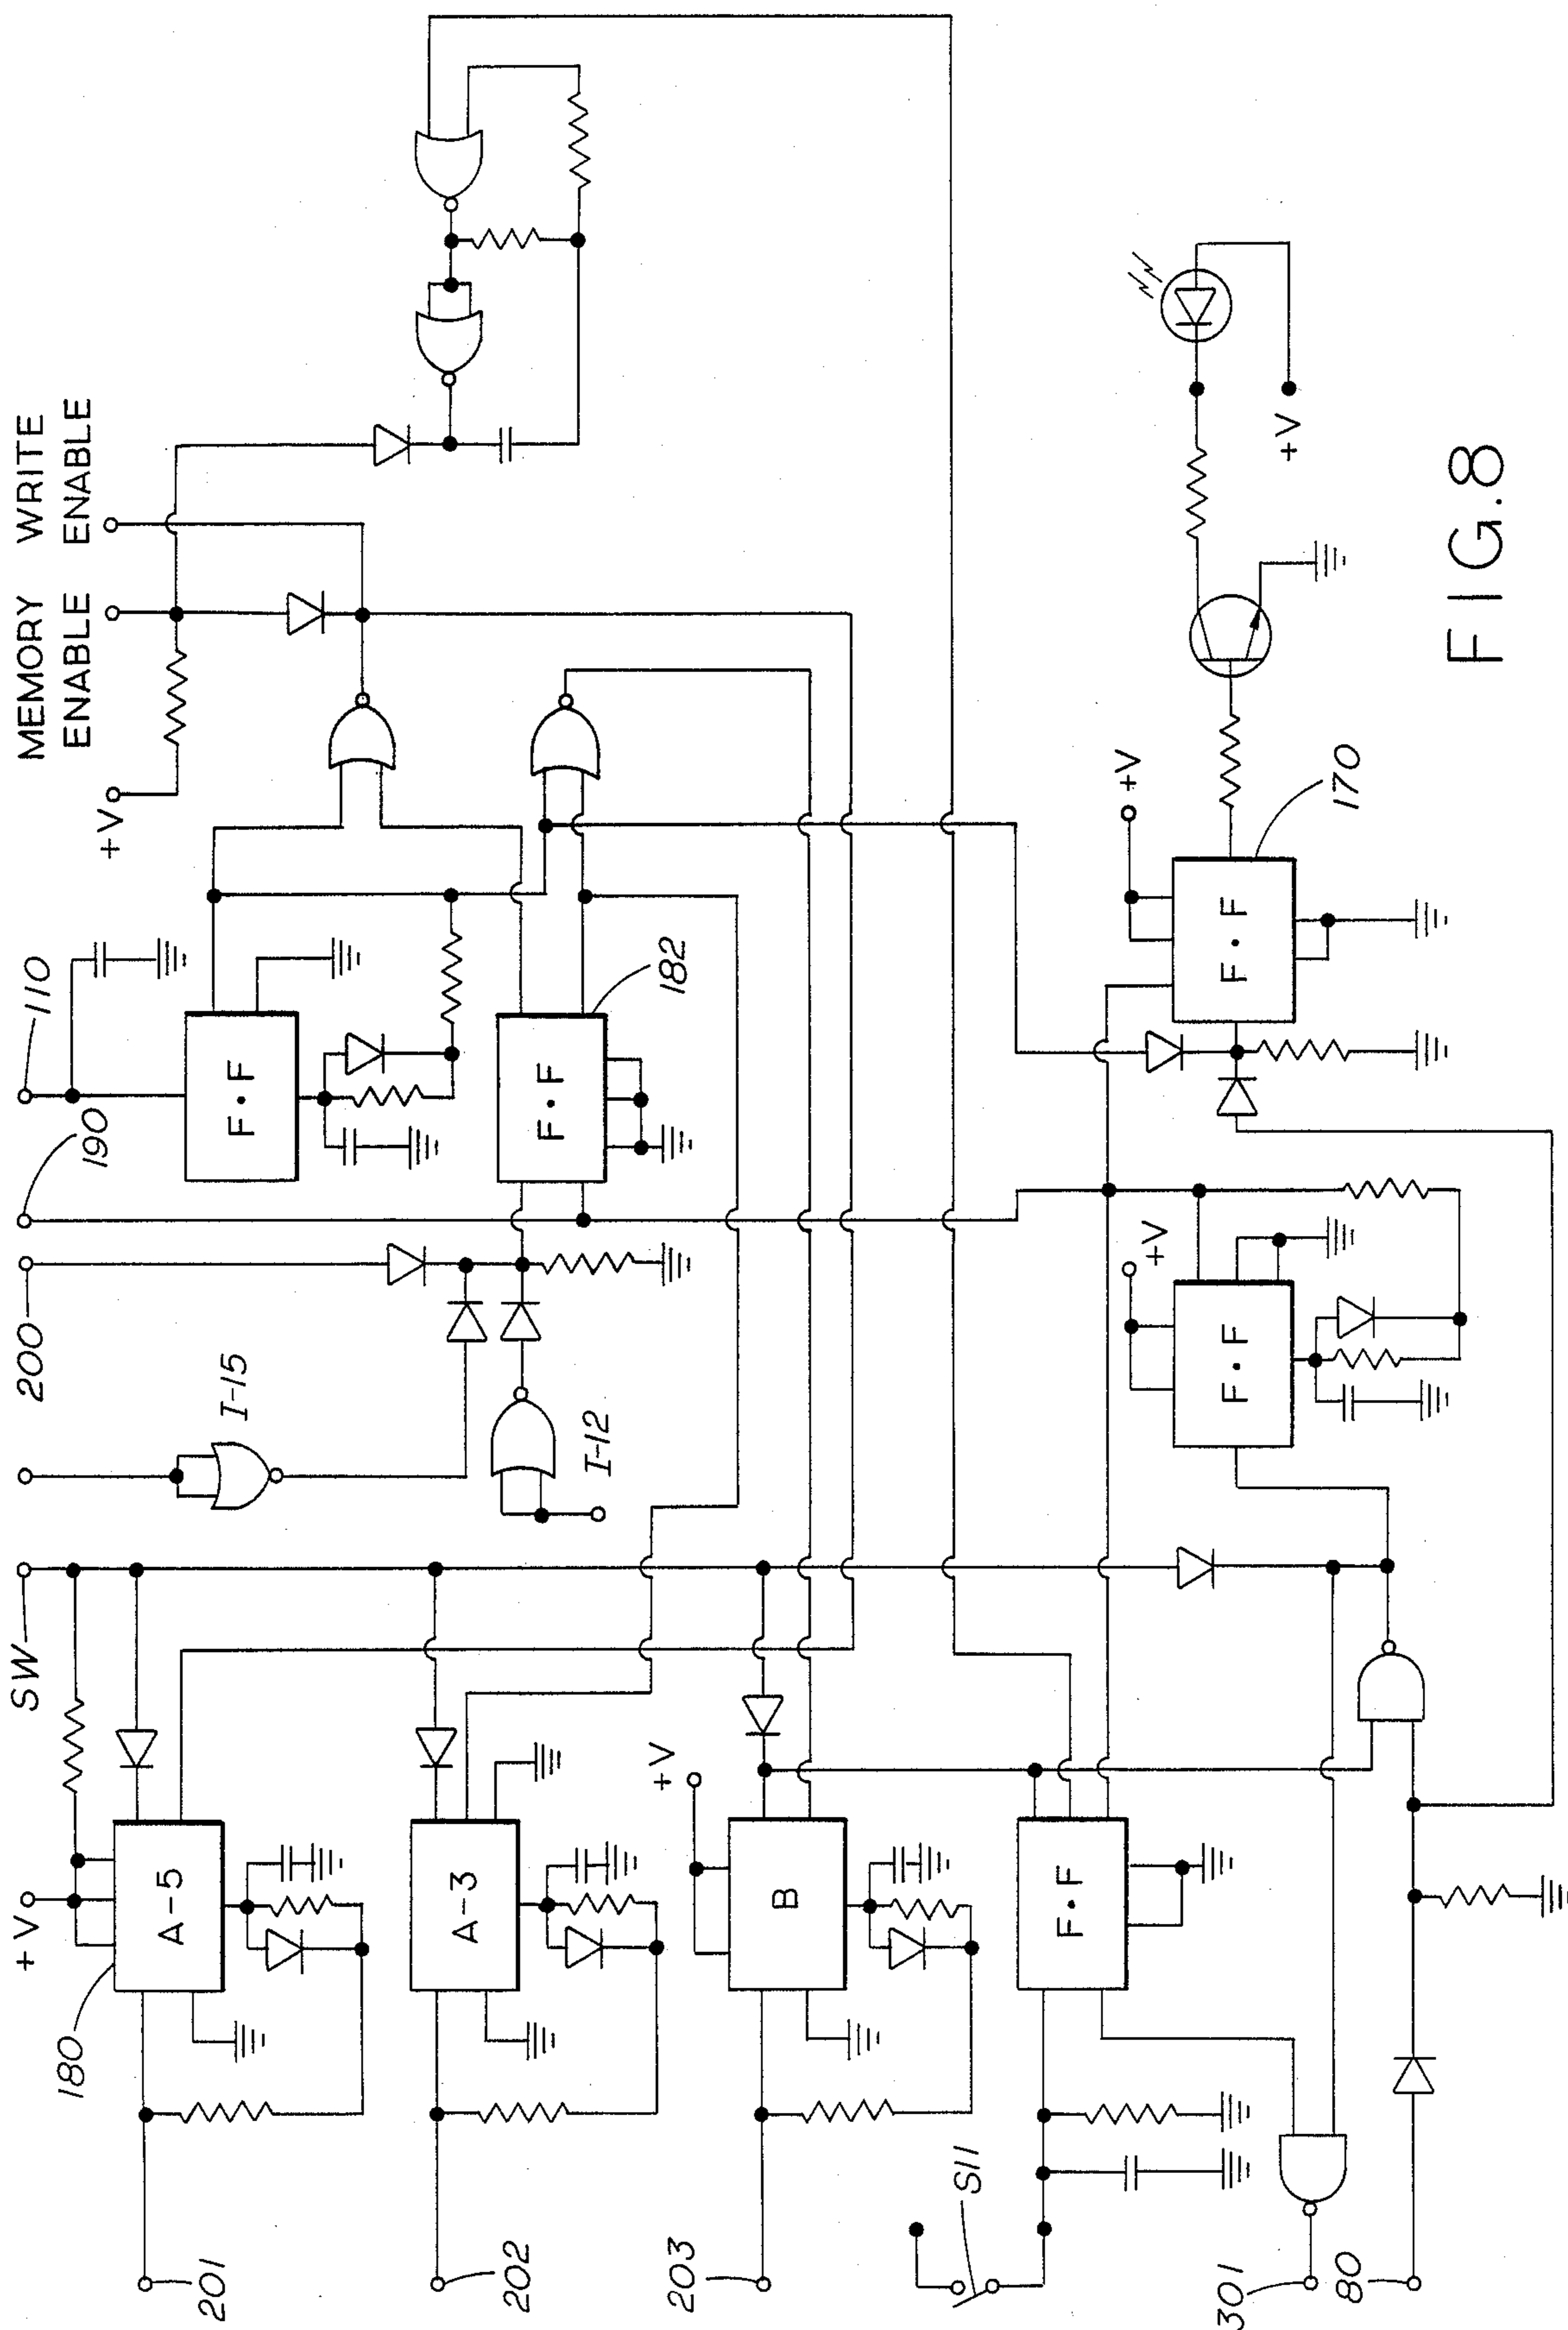 MEMORY WRITE
ENABLE ENABLE
+V
110
190
200
I-15
I-12
SW
+V
180
A-5
A-3
B
+V
F•F
F•F
F•F
182
+V
F•F
+V
F•F
170
+V
201
202
203
S11
301
80
FIG.8